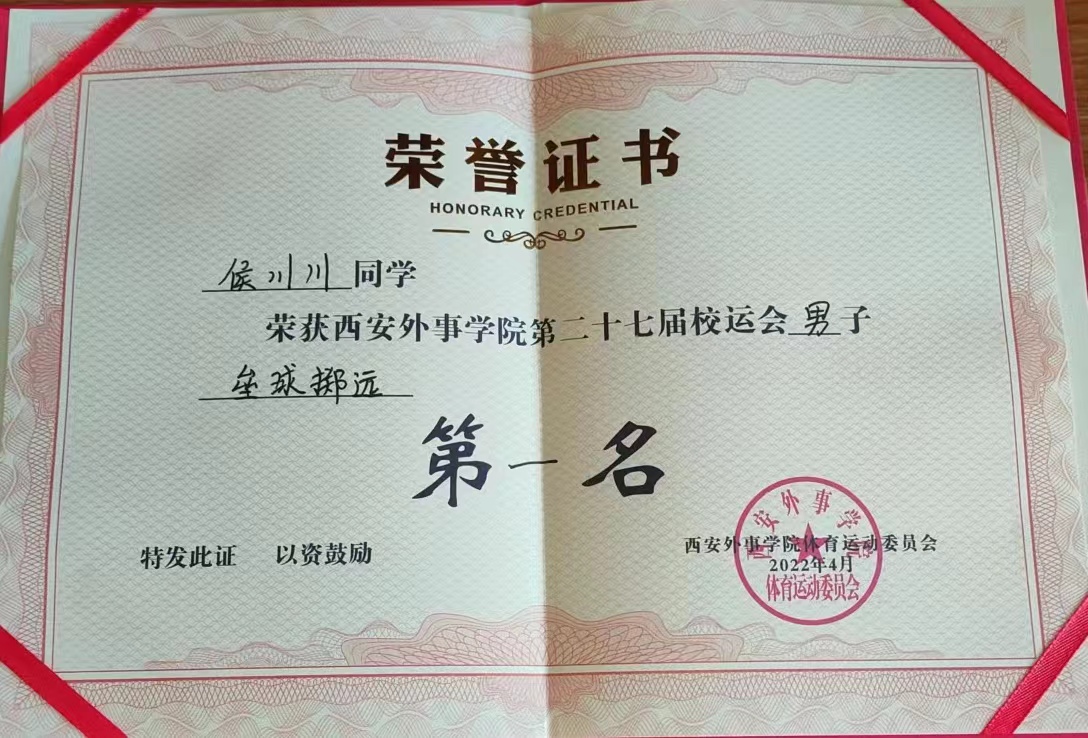 荣誉证书
HONORARY CREDENTIAL
侯川川同学
荣获西安外事学院第二十七届校运会男子
垒球掷远
第一名
特发此证 以资鼓励
西安外事学院体育运动委员会
2022年4月
西安外事学院
体育运动委员会